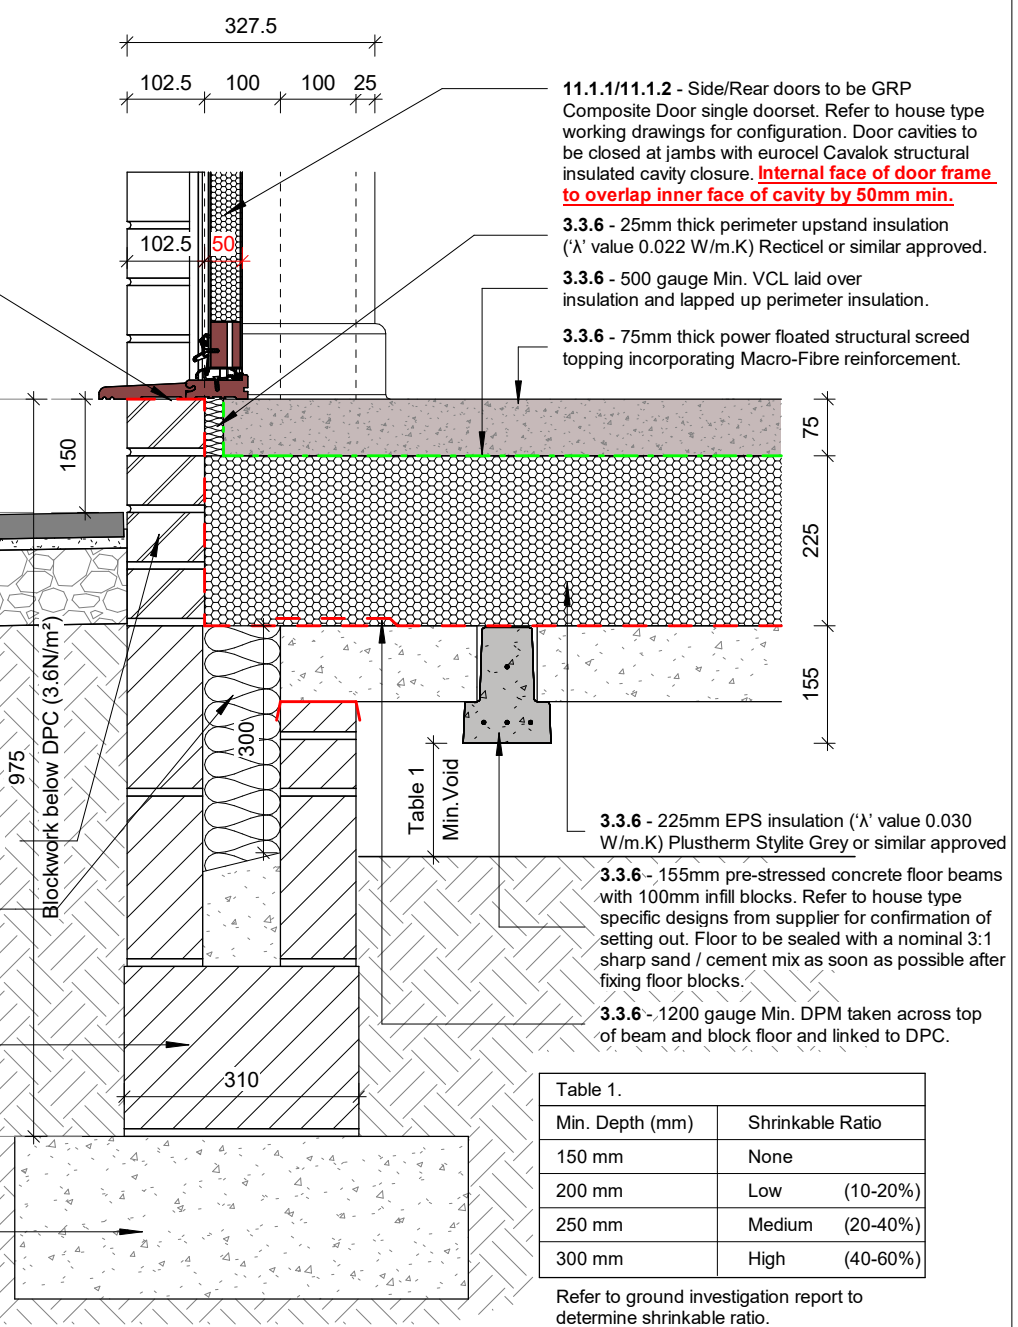 327.5
102.5
100
100
25
11.1.1/11.1.2 - Side/Rear doors to be GRP
Composite Door single doorset. Refer to house type
working drawings for configuration. Door cavities to
be closed at jambs with eurocel Cavalok structural
insulated cavity closure. Internal face of door frame
to overlap inner face of cavity by 50mm min.
102.5
50
3.3.6 - 25mm thick perimeter upstand insulation
('λ' value 0.022 W/m.K) Recticel or similar approved.
3.3.6 - 500 gauge Min. VCL laid over
insulation and lapped up perimeter insulation.
3.3.6 - 75mm thick power floated structural screed
topping incorporating Macro-Fibre reinforcement.
150
75
225
155
975
Blockwork below DPC (3.6N/m²)
300
Table 1
Min.Void
3.3.6 - 225mm EPS insulation ('λ' value 0.030
W/m.K) Plustherm Stylite Grey or similar approved
3.3.6 - 155mm pre-stressed concrete floor beams
with 100mm infill blocks. Refer to house type
specific designs from supplier for confirmation of
setting out. Floor to be sealed with a nominal 3:1
sharp sand / cement mix as soon as possible after
fixing floor blocks.
3.3.6 - 1200 gauge Min. DPM taken across top
of beam and block floor and linked to DPC.
310
Table 1.
Min. Depth (mm) Shrinkable Ratio
150 mm None
200 mm Low (10-20%)
250 mm Medium (20-40%)
300 mm High (40-60%)
Refer to ground investigation report to
determine shrinkable ratio.